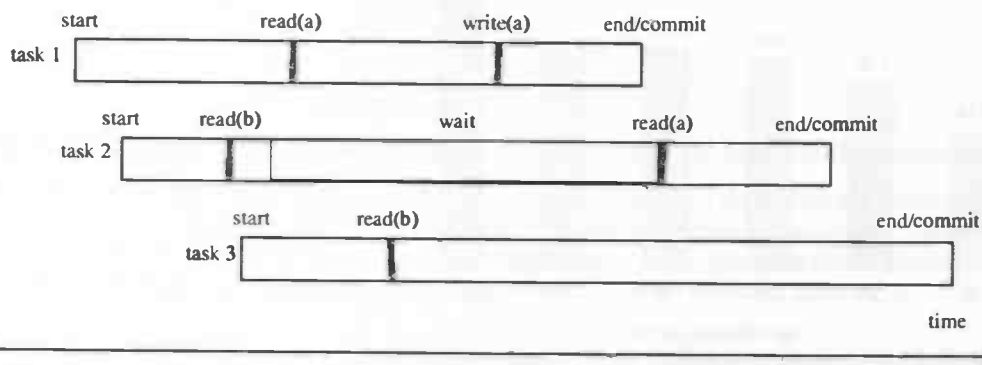 start read(a) write(a) end/commit
task 1
start read(b) wait read(a) end/commit
task 2
start read(b) end/commit
task 3
time